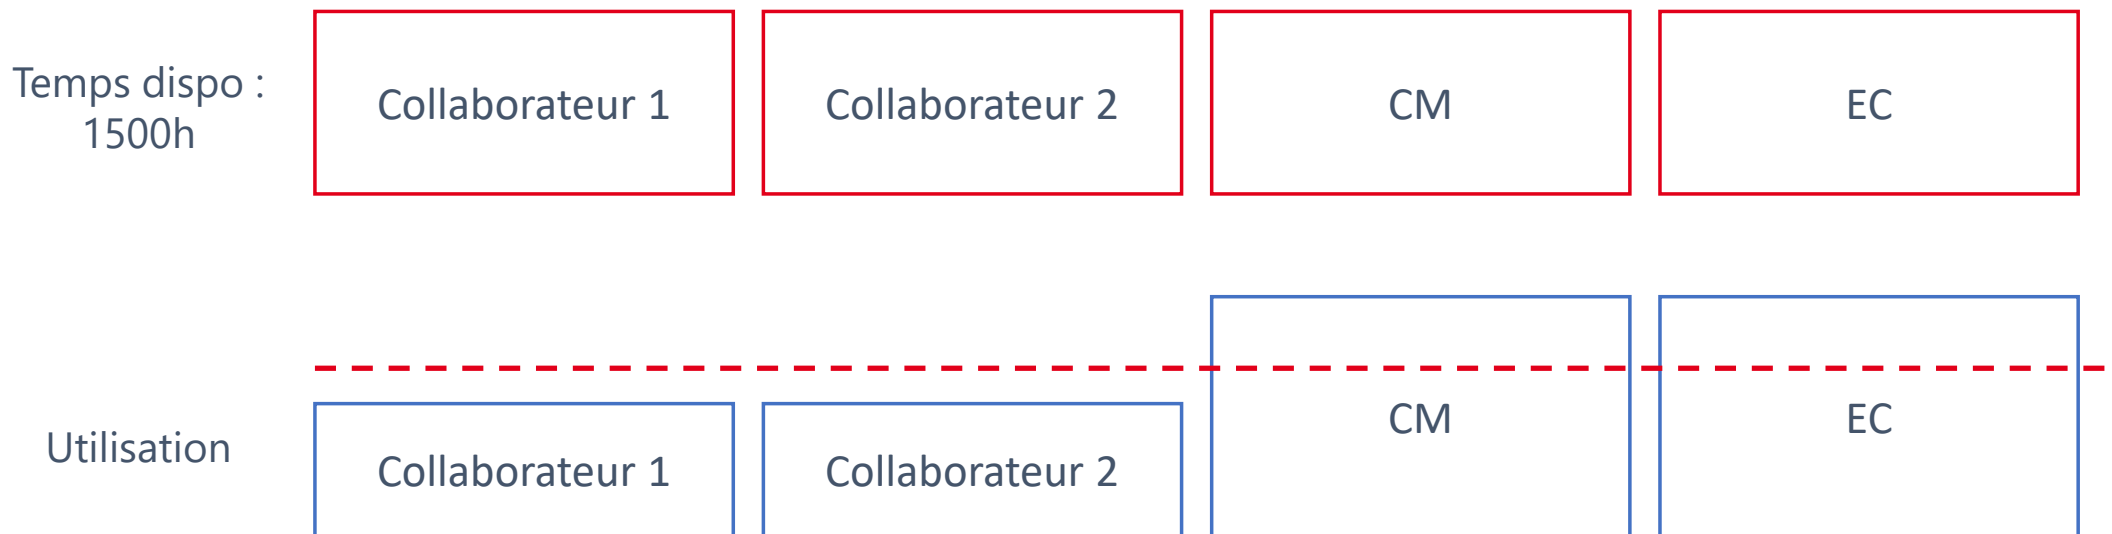 Temps dispo :
1500h
Collaborateur 1
Collaborateur 2
CM
EC
Utilisation
Collaborateur 1
Collaborateur 2
CM
EC